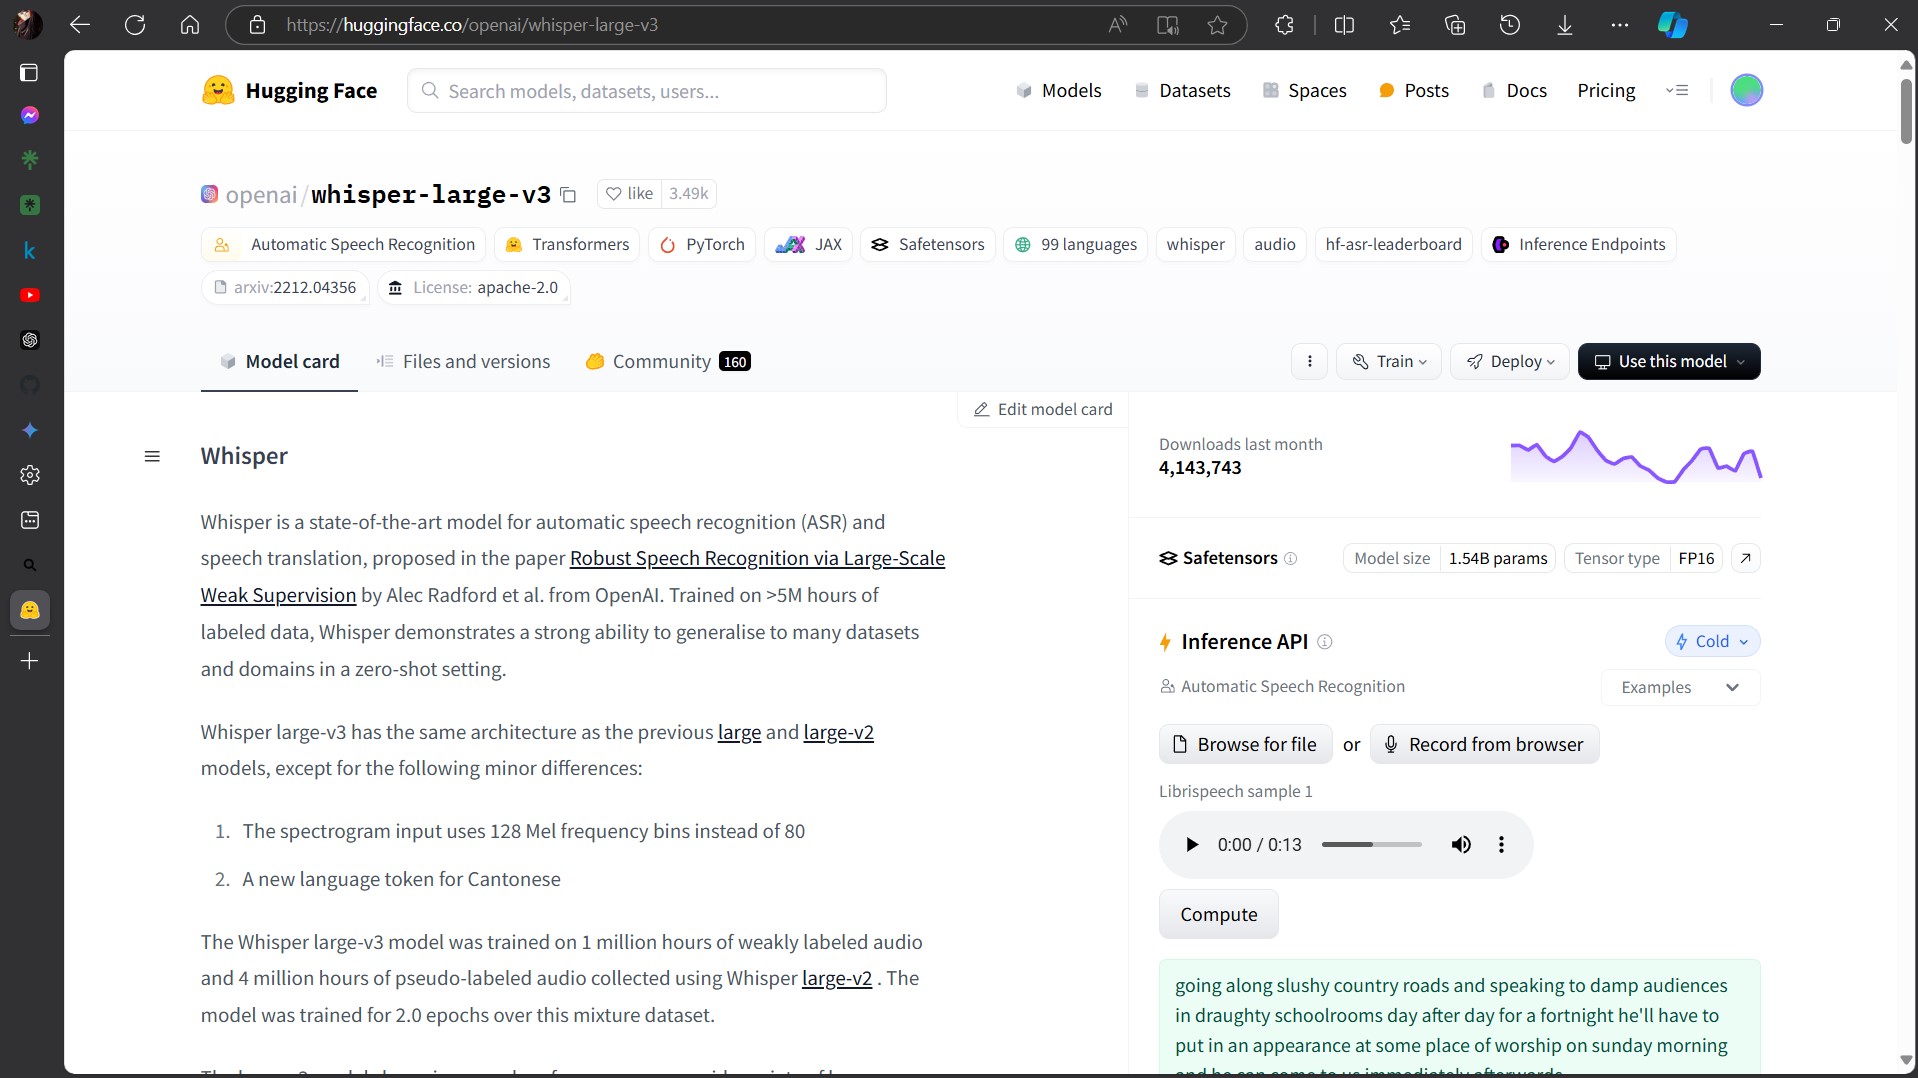 https://huggingface.co/openai/whisper-large-v3
Hugging Face
Search models, datasets, users...
Models
Datasets
Spaces
Posts
Docs
Pricing
openai/whisper-large-v3
like 3.49k
Automatic Speech Recognition
Transformers
PyTorch
JAX
Safetensors
99 languages
whisper
audio
hf-asr-leaderboard
Inference Endpoints
arxiv:2212.04356
License: apache-2.0
Model card
Files and versions
Community 160
Train
Deploy
Use this model
Edit model card
Whisper
Whisper is a state-of-the-art model for automatic speech recognition (ASR) and
speech translation, proposed in the paper Robust Speech Recognition via Large-Scale
Weak Supervision by Alec Radford et al. from OpenAI. Trained on >5M hours of
labeled data, Whisper demonstrates a strong ability to generalise to many datasets
and domains in a zero-shot setting.
Whisper large-v3 has the same architecture as the previous large and large-v2
models, except for the following minor differences:
1. The spectrogram input uses 128 Mel frequency bins instead of 80
2. A new language token for Cantonese
The Whisper large-v3 model was trained on 1 million hours of weakly labeled audio
and 4 million hours of pseudo-labeled audio collected using Whisper large-v2 . The
model was trained for 2.0 epochs over this mixture dataset.
Downloads last month
4,143,743
Safetensors
Model size 1.54B params
Tensor type FP16
Inference API
Cold
Automatic Speech Recognition
Examples
Browse for file or Record from browser
Librispeech sample 1
0:00 / 0:13
Compute
going along slushy country roads and speaking to damp audiences
in draughty schoolrooms day after day for a fortnight he'll have to
put in an appearance at some place of worship on sunday morning
and he can come to us immediately afterwards